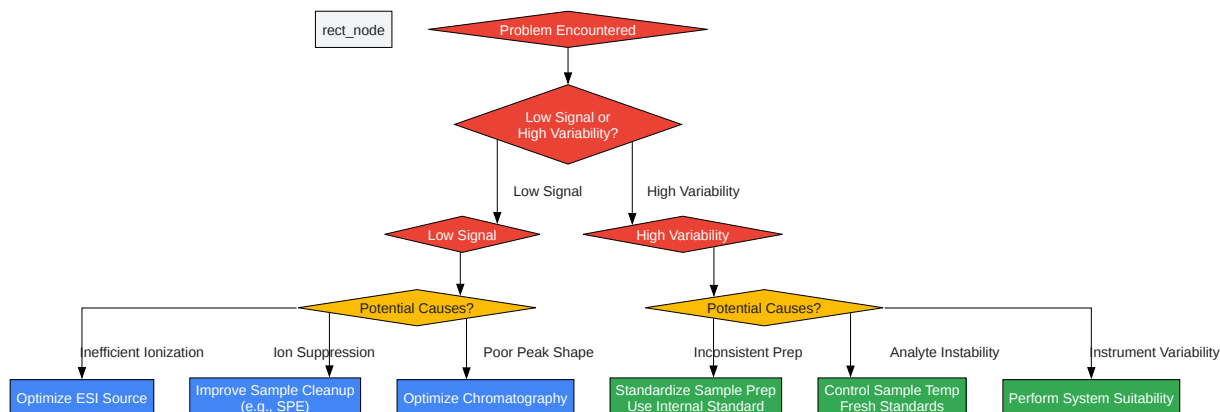 rect_node
Problem Encountered
Low Signal or
High Variability?
Low Signal
High Variability
Low Signal
High Variability
Potential Causes?
Potential Causes?
Inefficient Ionization
Ion Suppression
Poor Peak Shape
Inconsistent Prep
Analyte Instability
Instrument Variability
Optimize ESI Source
Improve Sample Cleanup
(e.g., SPE)
Optimize Chromatography
Standardize Sample Prep
Use Internal Standard
Control Sample Temp
Fresh Standards
Perform System Suitability